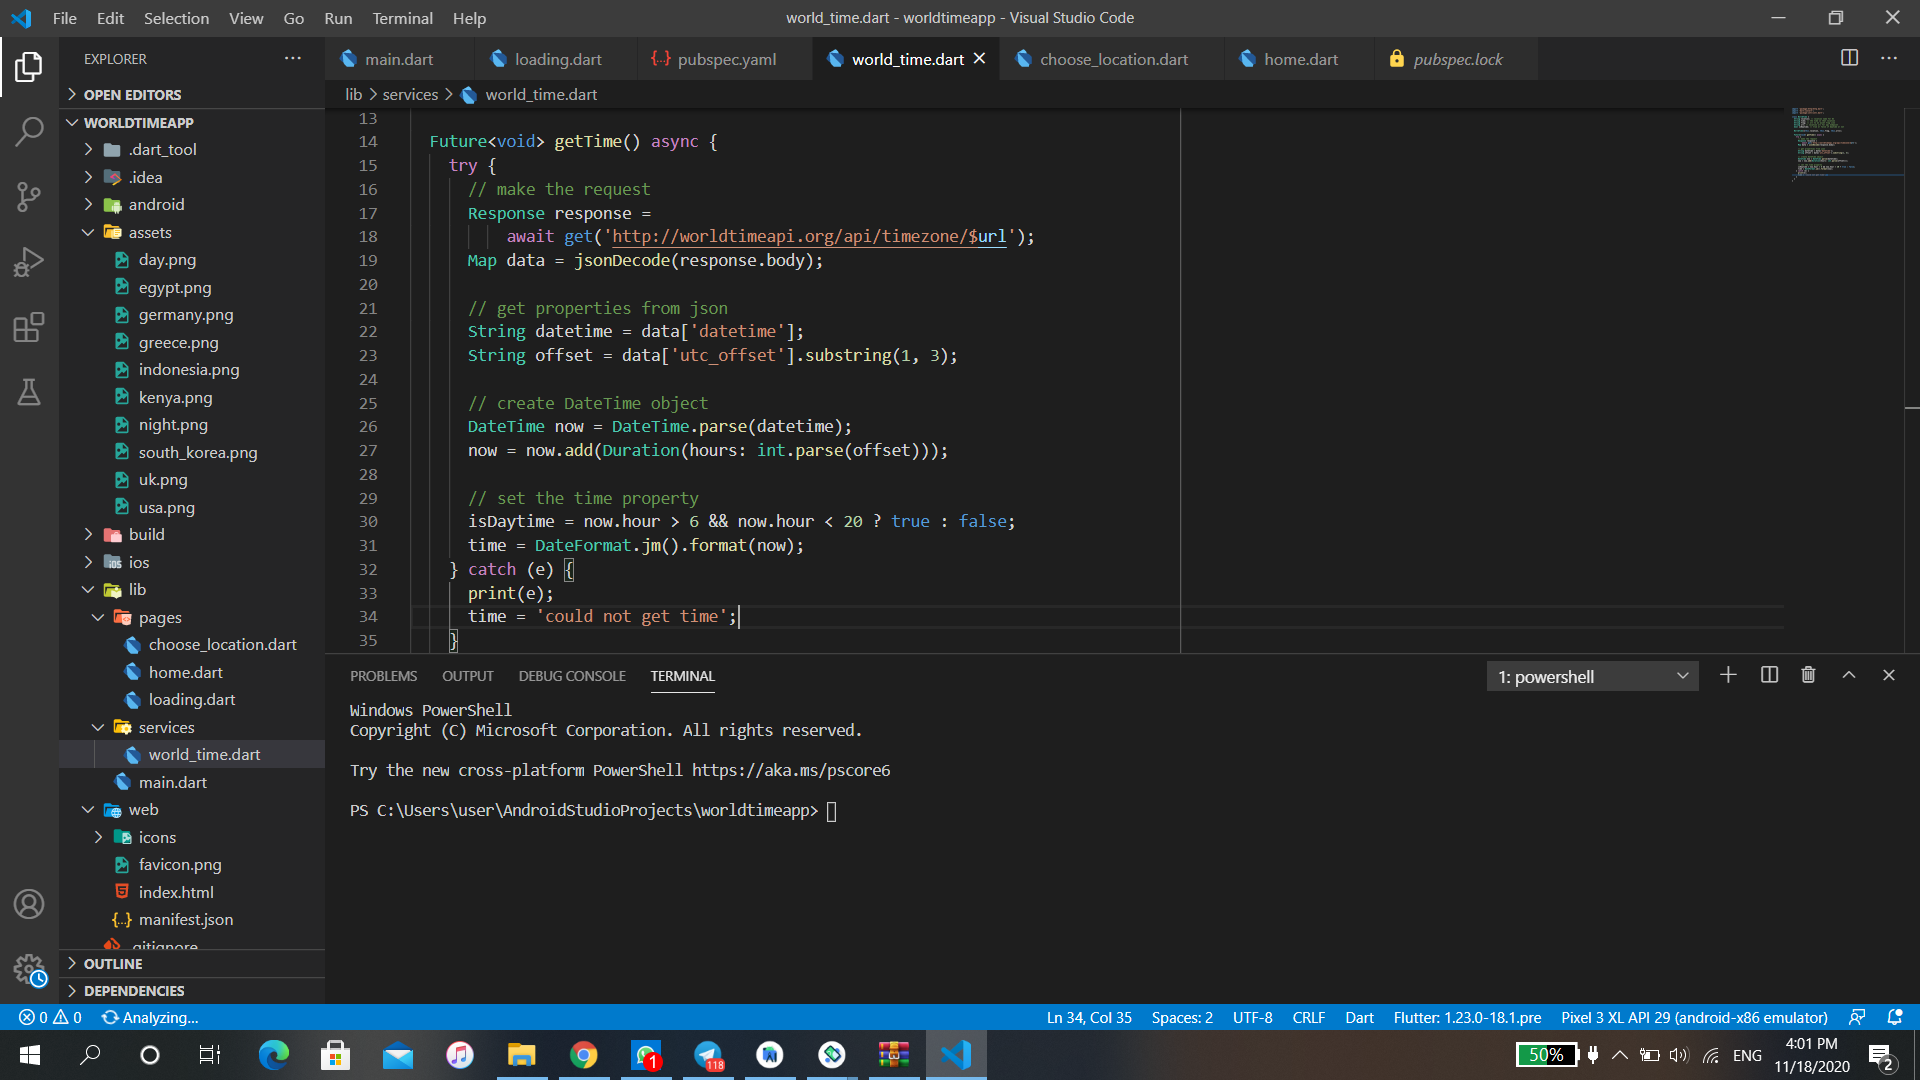 File Edit Selection View Go Run Terminal Help
world_time.dart - worldtimeapp - Visual Studio Code
EXPLORER
OPEN EDITORS
WORLDTIMEAPP
.dart_tool
.idea
android
assets
day.png
egypt.png
germany.png
greece.png
indonesia.png
kenya.png
night.png
south_korea.png
uk.png
usa.png
build
ios
lib
pages
choose_location.dart
home.dart
loading.dart
services
world_time.dart
main.dart
web
icons
favicon.png
index.html
manifest.json
.gitignore
OUTLINE
DEPENDENCIES
main.dart loading.dart pubspec.yaml world_time.dart choose_location.dart home.dart pubspec.lock
lib > services > world_time.dart
13
14 Future<void> getTime() async {
15 try {
16 // make the request
17 Response response =
18 await get('http://worldtimeapi.org/api/timezone/$url');
19 Map data = jsonDecode(response.body);
20
21 // get properties from json
22 String datetime = data['datetime'];
23 String offset = data['utc_offset'].substring(1, 3);
24
25 // create DateTime object
26 DateTime now = DateTime.parse(datetime);
27 now = now.add(Duration(hours: int.parse(offset)));
28
29 // set the time property
30 isDaytime = now.hour > 6 && now.hour < 20 ? true : false;
31 time = DateFormat.jm().format(now);
32 } catch (e) {
33 print(e);
34 time = 'could not get time';
35 }
PROBLEMS OUTPUT DEBUG CONSOLE TERMINAL
1: powershell
Windows PowerShell
Copyright (C) Microsoft Corporation. All rights reserved.
Try the new cross-platform PowerShell https://aka.ms/pscore6
PS C:\Users\user\AndroidStudioProjects\worldtimeapp>
0 0 Analyzing...
Ln 34, Col 35 Spaces: 2 UTF-8 CRLF Dart Flutter: 1.23.0-18.1.pre Pixel 3 XL API 29 (android-x86 emulator)
1 118
50% ENG
4:01 PM
11/18/2020
2